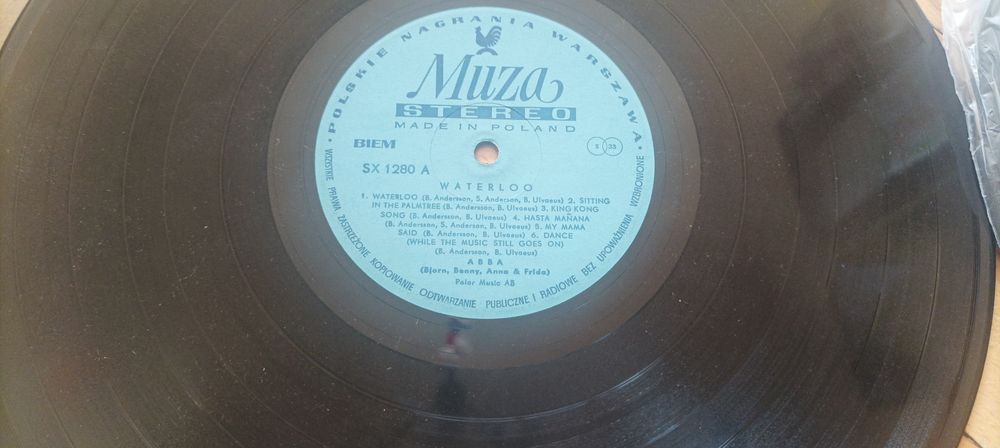 • POLSKIE NAGRANIA WARSZAWA •
Muza
STEREO
MADE IN POLAND
BIEM
S 33
SX 1280 A
WATERLOO
1. WATERLOO (B. Andersson, S. Anderson, B. Ulvaeus) 2. SITTING
IN THE PALMTREE (B. Andersson, B. Ulvaeus) 3. KING KONG
SONG (B. Andersson, B. Ulvaeus) 4. HASTA MAÑANA
(B. Andersson, S. Anderson, B. Ulvaeus) 5. MY MAMA
SAID (B. Andersson, B. Ulvaeus) 6. DANCE
(WHILE THE MUSIC STILL GOES ON)
(B. Andersson, B. Ulvaeus)
ABBA
(Bjorn, Benny, Anna & Frida)
Polar Music AB
WSZYSTKIE PRAWA ZASTRZEŻONE KOPIOWANIE ODTWARZANIE PUBLICZNE I RADIOWE BEZ UPOWAŻNIENIA WZBRONIONE